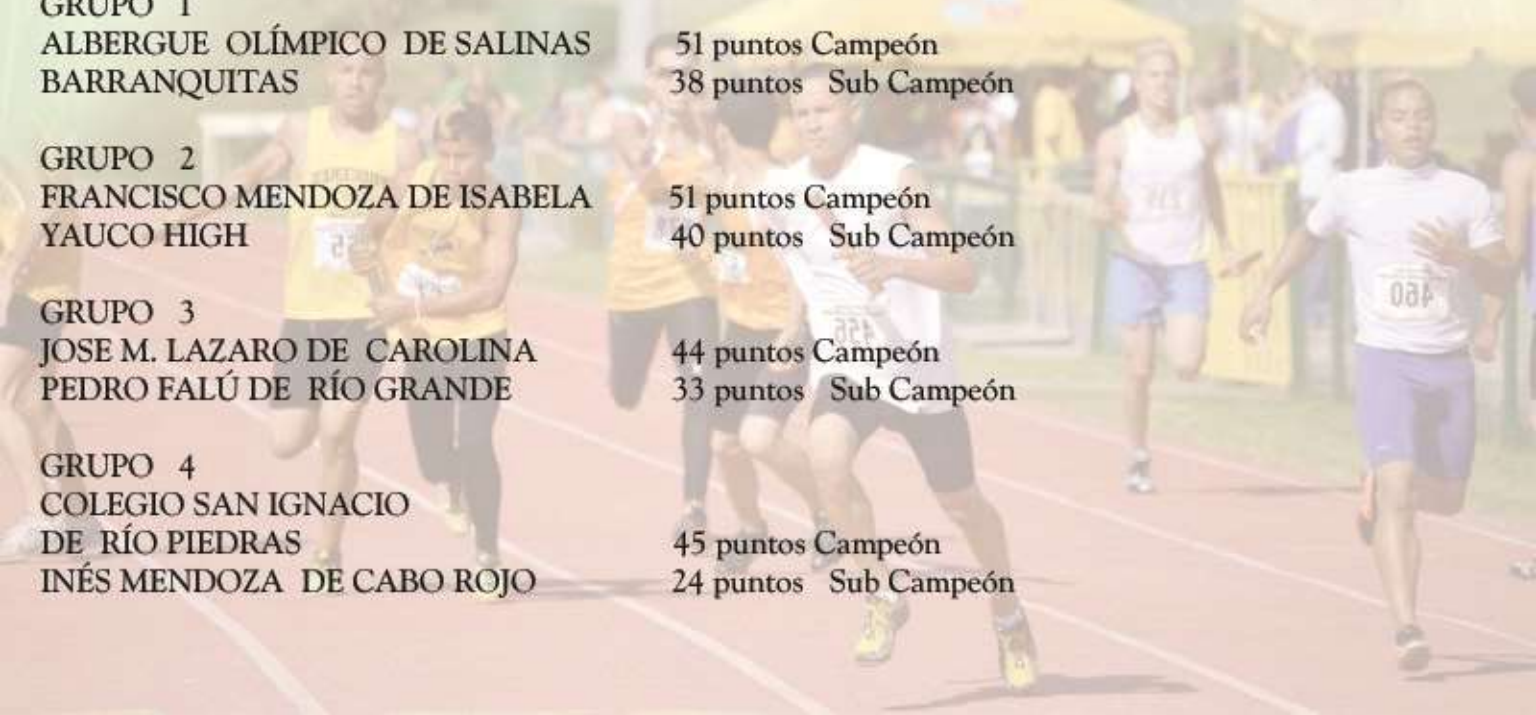 GRUPO 1
ALBERGUE OLÍMPICO DE SALINAS 51 puntos Campeón
BARRANQUITAS 38 puntos Sub Campeón
GRUPO 2
FRANCISCO MENDOZA DE ISABELA 51 puntos Campeón
YAUCO HIGH 40 puntos Sub Campeón
GRUPO 3
JOSE M. LAZARO DE CAROLINA 44 puntos Campeón
PEDRO FALÚ DE RÍO GRANDE 33 puntos Sub Campeón
GRUPO 4
COLEGIO SAN IGNACIO
DE RÍO PIEDRAS 45 puntos Campeón
INÉS MENDOZA DE CABO ROJO 24 puntos Sub Campeón